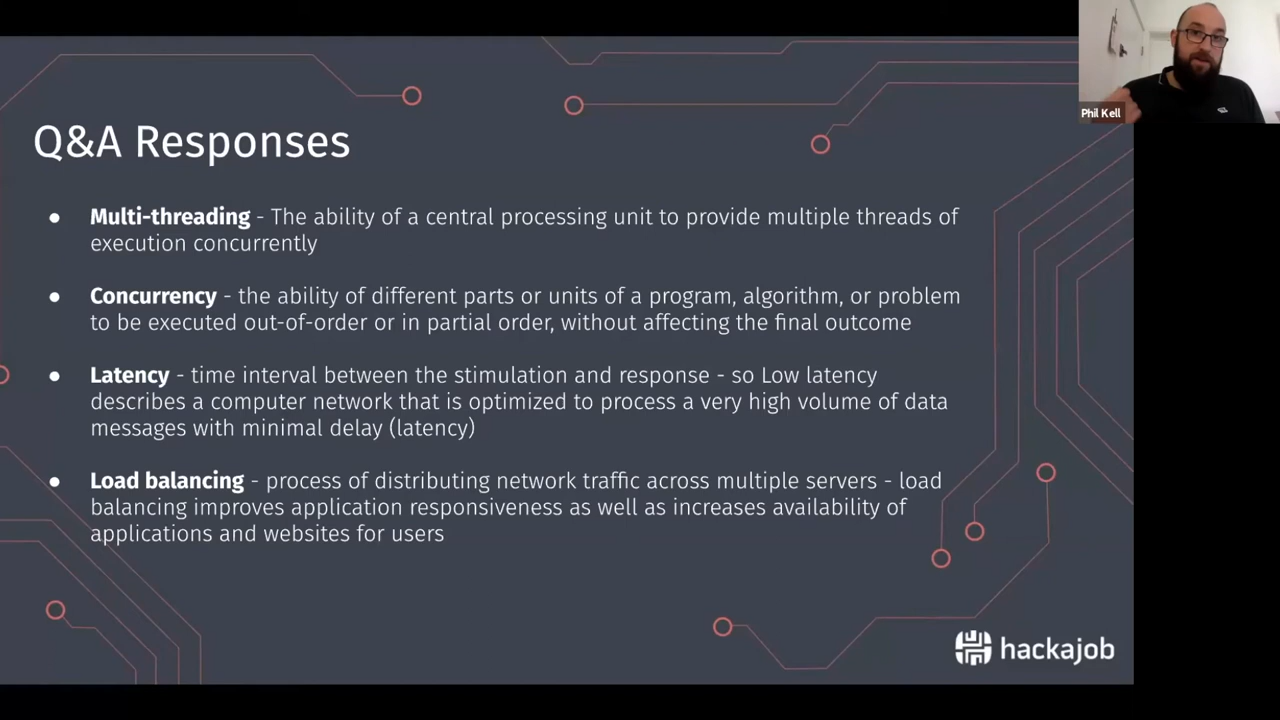 Phil Kell
Q&A Responses
● Multi-threading - The ability of a central processing unit to provide multiple threads of
execution concurrently
● Concurrency - the ability of different parts or units of a program, algorithm, or problem
to be executed out-of-order or in partial order, without affecting the final outcome
● Latency - time interval between the stimulation and response - so Low latency
describes a computer network that is optimized to process a very high volume of data
messages with minimal delay (latency)
● Load balancing - process of distributing network traffic across multiple servers - load
balancing improves application responsiveness as well as increases availability of
applications and websites for users
hackajob